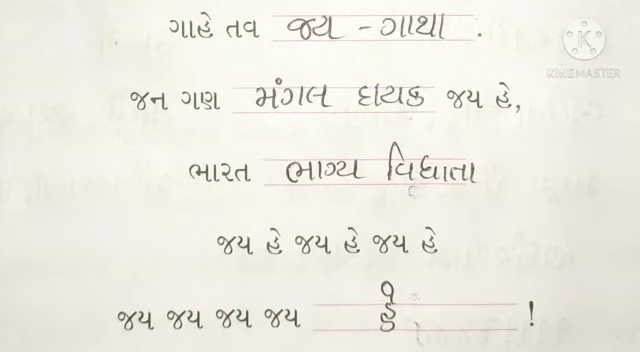 ગાહે તવ જય - ગાથા .
KINEMASTER
જન ગણ મંગલ દાયક જય હે,
ભારત ભાગ્ય વિધાતા
જય હે જય હે જય હે
જય જય જય જય હે !